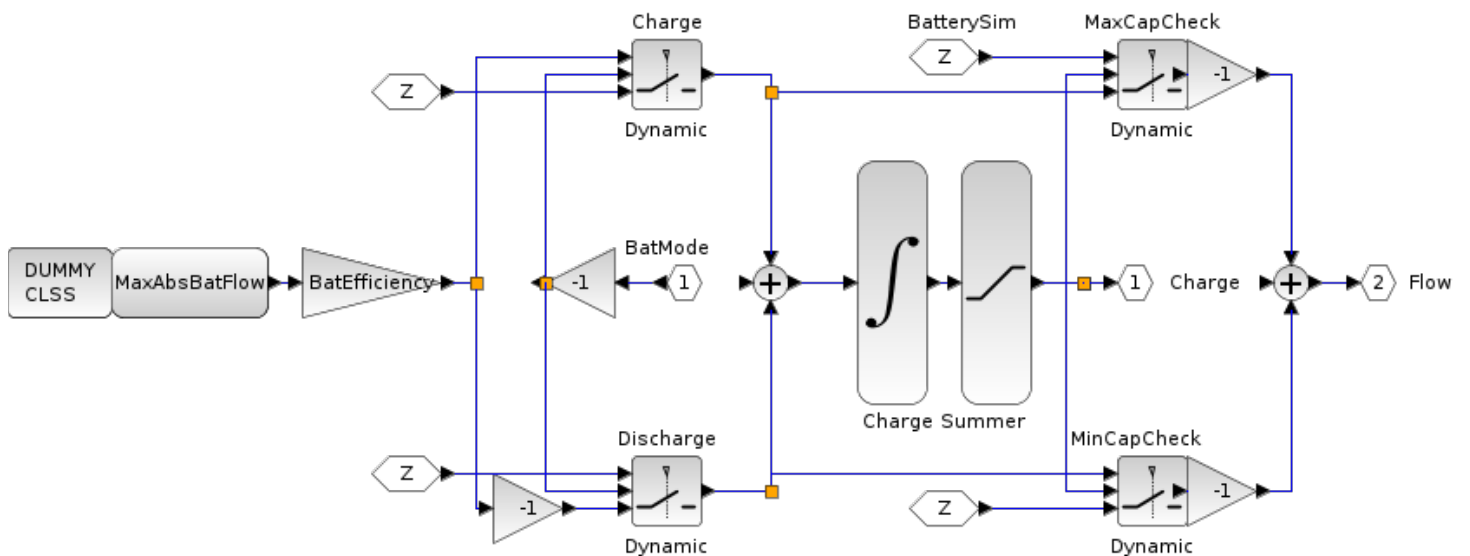 Charge
BatterySim
MaxCapCheck
Z
-1
Z
Dynamic
Dynamic
BatMode
DUMMY
CLSS
MaxAbsBatFlow
BatEfficiency
-1
1
1
Charge
2
Flow
Charge Summer
Discharge
MinCapCheck
Z
-1
-1
Z
Dynamic
Dynamic